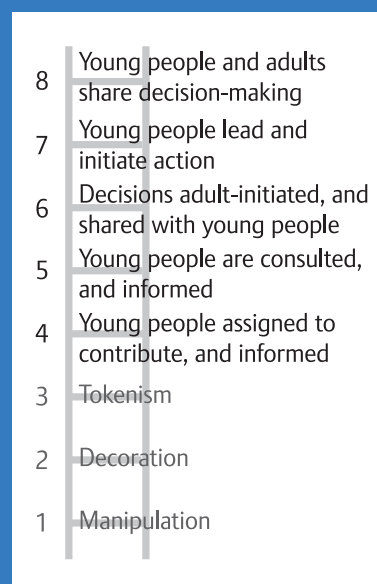 8 Young people and adults
share decision-making
7 Young people lead and
initiate action
6 Decisions adult-initiated, and
shared with young people
5 Young people are consulted,
and informed
4 Young people assigned to
contribute, and informed
3 Tokenism
2 Decoration
1 Manipulation